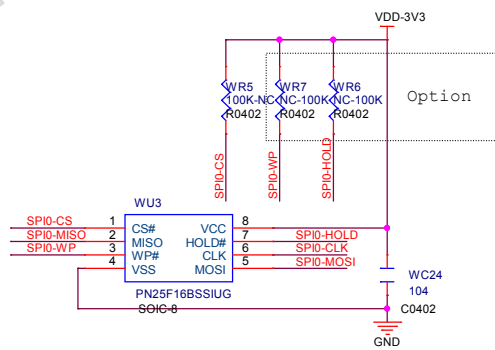 VDD-3V3
WR5 WR7 WR6
100K-NC NC-100K NC-100K
R0402 R0402 R0402
Option
SPI0-CS SPI0-WP SPI0-HOLD
WU3
SPI0-CS 1 CS# VCC 8
SPI0-MISO 2 MISO HOLD# 7 SPI0-HOLD
SPI0-WP 3 WP# CLK 6 SPI0-CLK
4 VSS MOSI 5 SPI0-MOSI
PN25F16BSSIUG
SOIC-8
WC24
104
C0402
GND